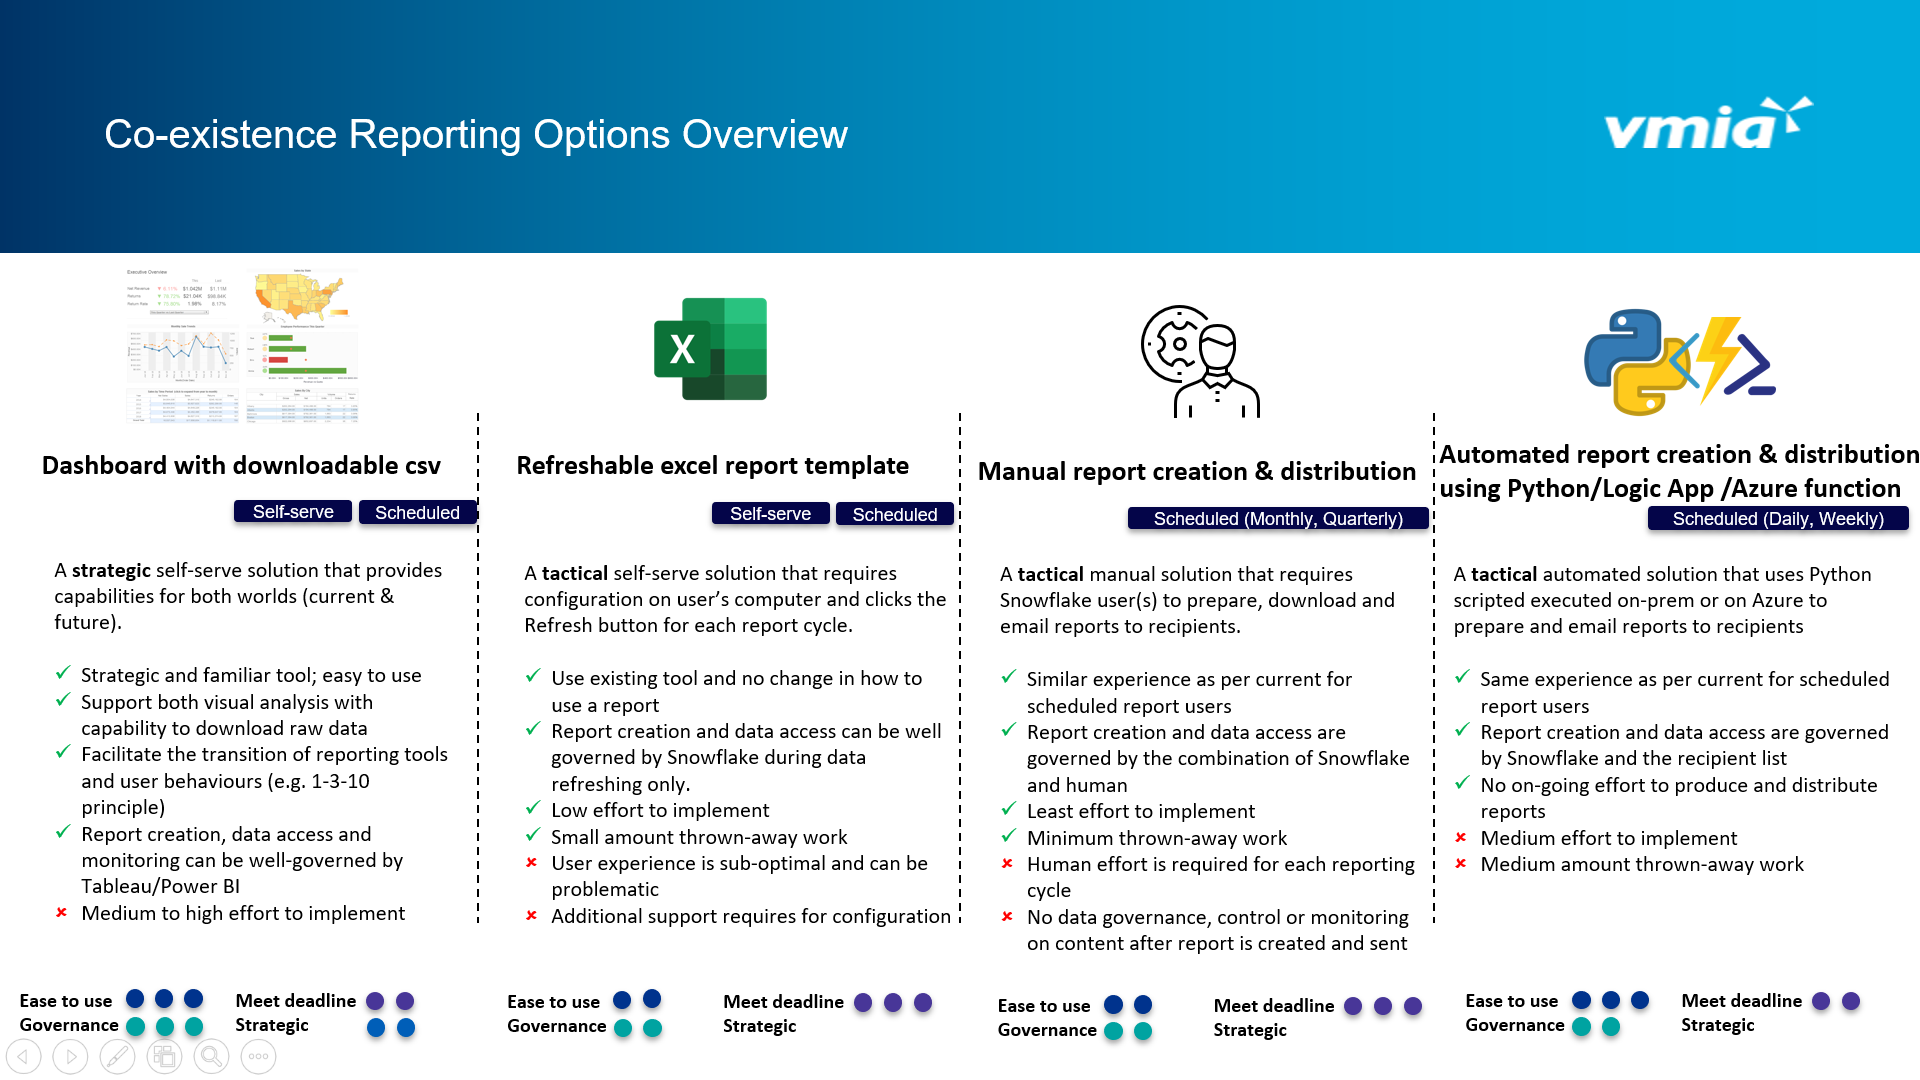 Co-existence Reporting Options Overview
vmia
Executive Overview
X
Dashboard with downloadable csv
Self-serve
Scheduled
A strategic self-serve solution that provides
capabilities for both worlds (current &
future).
✓ Strategic and familiar tool; easy to use
✓ Support both visual analysis with
capability to download raw data
✓ Facilitate the transition of reporting tools
and user behaviours (e.g. 1-3-10
principle)
✓ Report creation, data access and
monitoring can be well-governed by
Tableau/Power BI
✗ Medium to high effort to implement
Ease to use
Governance
Meet deadline
Strategic
Refreshable excel report template
Self-serve
Scheduled
A tactical self-serve solution that requires
configuration on user's computer and clicks the
Refresh button for each report cycle.
✓ Use existing tool and no change in how to
use a report
✓ Report creation and data access can be well
governed by Snowflake during data
refreshing only.
✓ Low effort to implement
✓ Small amount thrown-away work
✗ User experience is sub-optimal and can be
problematic
✗ Additional support requires for configuration
Ease to use
Governance
Meet deadline
Strategic
Manual report creation & distribution
Scheduled (Monthly, Quarterly)
A tactical manual solution that requires
Snowflake user(s) to prepare, download and
email reports to recipients.
✓ Similar experience as per current for
scheduled report users
✓ Report creation and data access are
governed by the combination of Snowflake
and human
✓ Least effort to implement
✓ Minimum thrown-away work
✗ Human effort is required for each reporting
cycle
✗ No data governance, control or monitoring
on content after report is created and sent
Ease to use
Governance
Meet deadline
Strategic
Automated report creation & distribution
using Python/Logic App /Azure function
Scheduled (Daily, Weekly)
A tactical automated solution that uses Python
scripted executed on-prem or on Azure to
prepare and email reports to recipients
✓ Same experience as per current for scheduled
report users
✓ Report creation and data access are governed
by Snowflake and the recipient list
✓ No on-going effort to produce and distribute
reports
✗ Medium effort to implement
✗ Medium amount thrown-away work
Ease to use
Governance
Meet deadline
Strategic